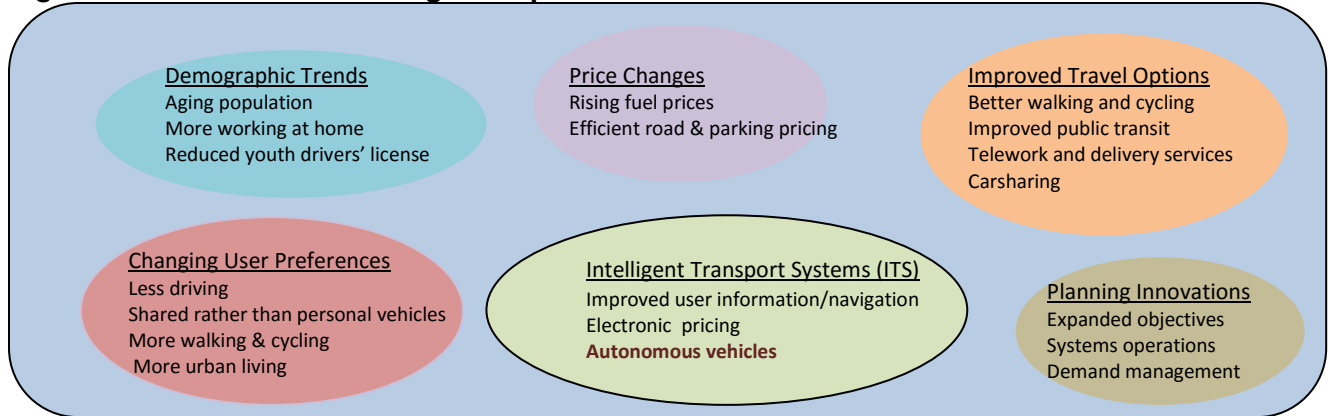 Demographic Trends
Aging population
More working at home
Reduced youth drivers’ license
Price Changes
Rising fuel prices
Efficient road & parking pricing
Improved Travel Options
Better walking and cycling
Improved public transit
Telework and delivery services
Carsharing
Changing User Preferences
Less driving
Shared rather than personal vehicles
More walking & cycling
More urban living
Intelligent Transport Systems (ITS)
Improved user information/navigation
Electronic pricing
Autonomous vehicles
Planning Innovations
Expanded objectives
Systems operations
Demand management